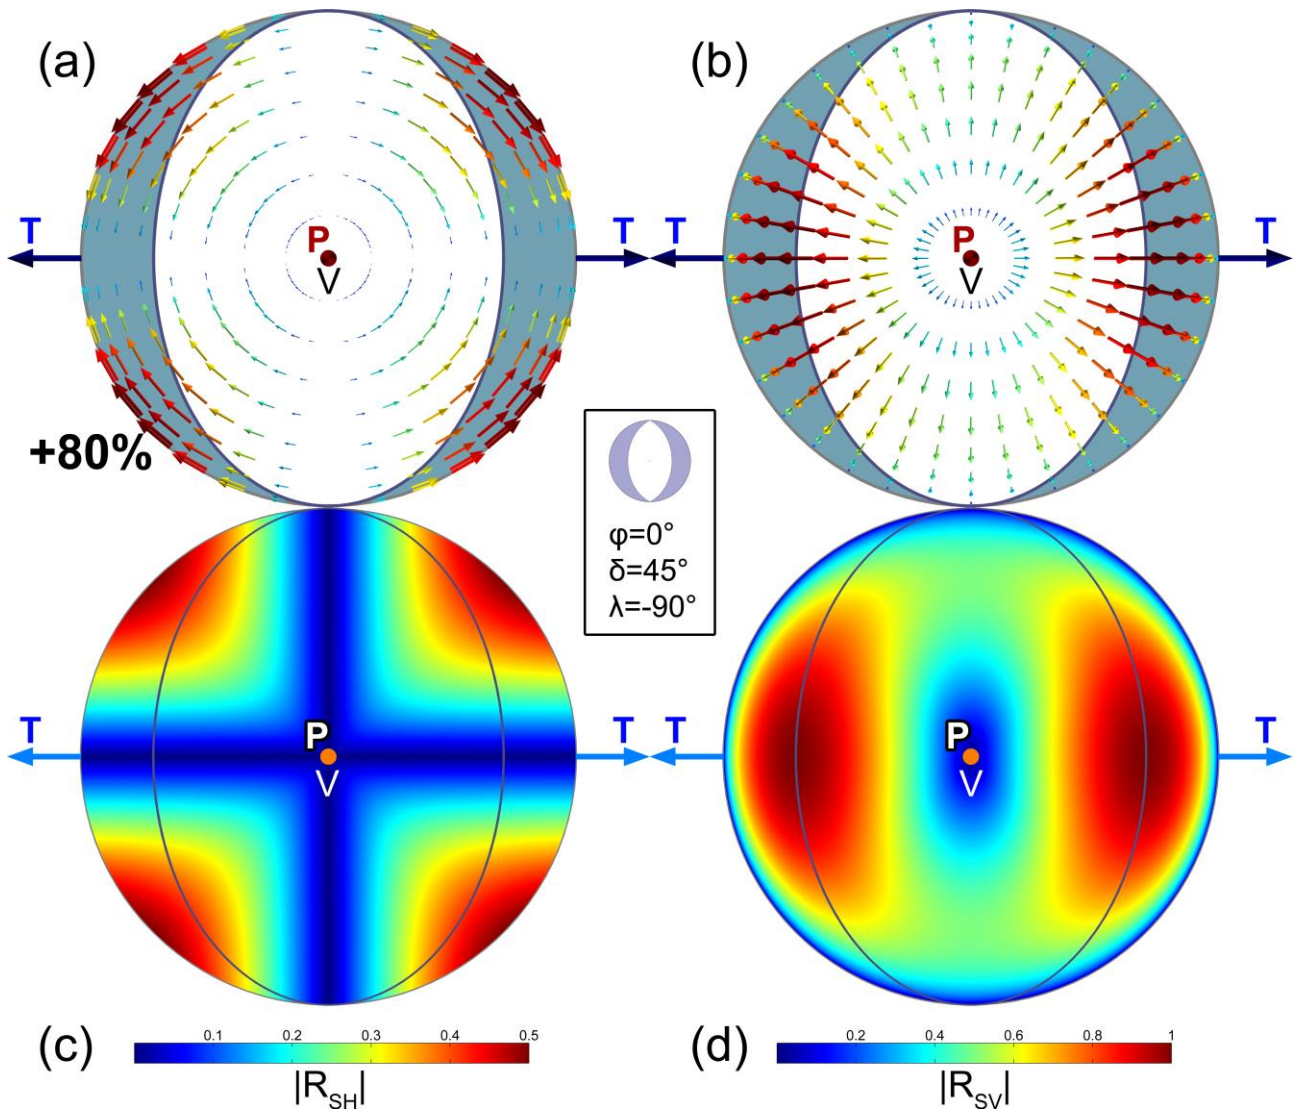 (a)
(b)
T
P
V
T
T
P
V
T
+80%
φ=0°
δ=45°
λ=-90°
T
P
V
T
T
P
V
T
(c)
0.1 0.2 0.3 0.4 0.5
|R_SH|
(d)
0.2 0.4 0.6 0.8 1
|R_SV|